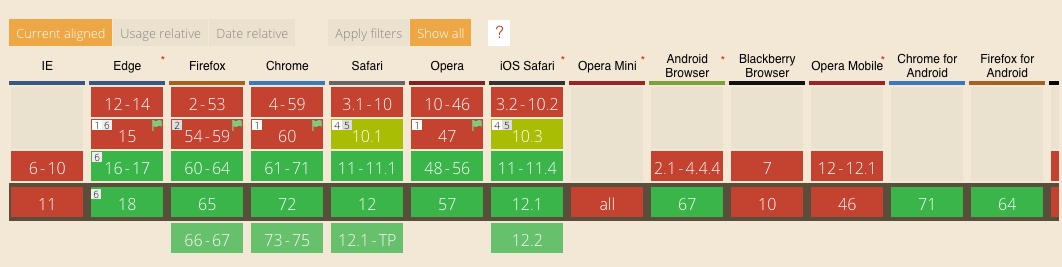 Current aligned Usage relative Date relative Apply filters Show all ?
IE Edge * Firefox Chrome Safari Opera iOS Safari * Opera Mini * Android Browser * Blackberry Browser Opera Mobile * Chrome for Android Firefox for Android
12-14 2-53 4-59 3.1-10 10-46 3.2-10.2
1 6 15 2 54-59 1 60 4 5 10.1 1 47 4 5 10.3
6-10 6 16-17 60-64 61-71 11-11.1 48-56 11-11.4 2.1-4.4.4 7 12-12.1
11 6 18 65 72 12 57 12.1 all 67 10 46 71 64
66-67 73-75 12.1-TP 12.2